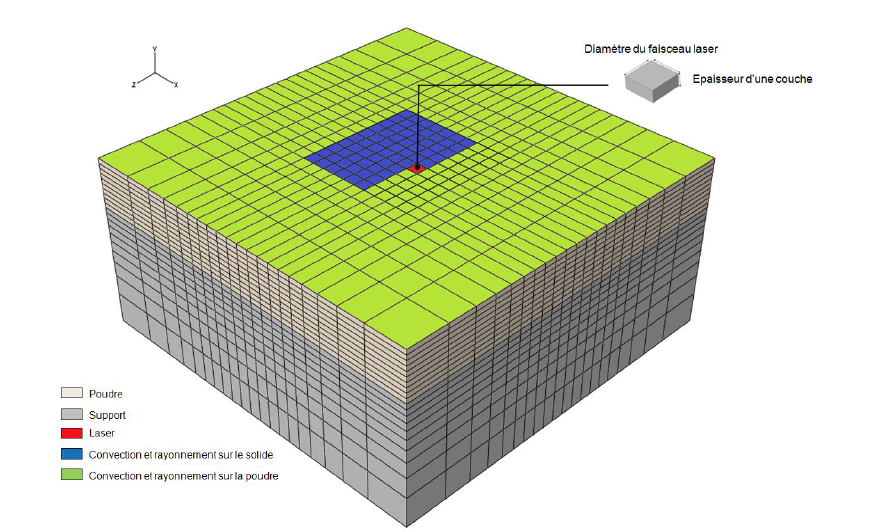 Diamètre du faisceau laser
Epaisseur d'une couche
Y
Z
X
Poudre
Support
Laser
Convection et rayonnement sur le solide
Convection et rayonnement sur la poudre